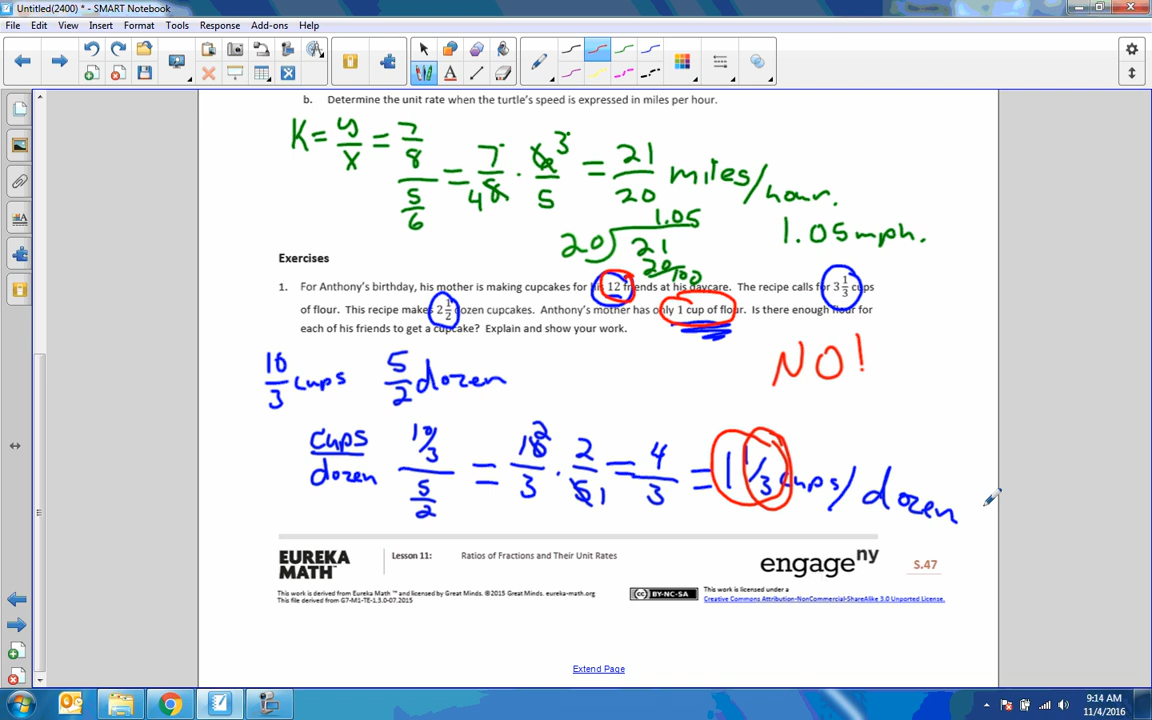 Untitled(2400) * - SMART Notebook
File Edit View Insert Format Tools Response Add-ons Help
b. Determine the unit rate when the turtle's speed is expressed in miles per hour.
K = y/x = 7/8 / 5/6 = 7/8 4 · 6 3/5 = 21/20 miles/hour.
1.05
20 21
20/100
1.05 mph.
Exercises
1. For Anthony's birthday, his mother is making cupcakes for his 12 friends at his daycare. The recipe calls for 3 1/3 cups
of flour. This recipe makes 2 1/2 dozen cupcakes. Anthony's mother has only 1 cup of flour. Is there enough flour for
each of his friends to get a cupcake? Explain and show your work.
NO!
10/3 cups 5/2 dozen
cups/dozen 10/3 / 5/2 = 10 2/3 · 2/5 1 = 4/3 = 1 1/3 cups/dozen
EUREKA MATH Lesson 11: Ratios of Fractions and Their Unit Rates engage ny S.47
This work is derived from Eureka Math ™ and licensed by Great Minds. ©2015 Great Minds. eureka-math.org
This file derived from G7-M1-TE-1.3.0-07.2015
CC BY-NC-SA
This work is licensed under a
Creative Commons Attribution-NonCommercial-ShareAlike 3.0 Unported License.
Extend Page
9:14 AM
11/4/2016